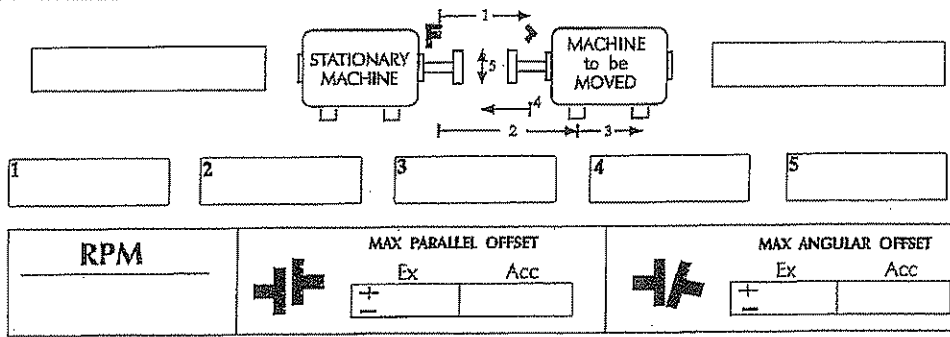 1
STATIONARY MACHINE
5
MACHINE to be MOVED
4
2
3
1
2
3
4
5
RPM
MAX PARALLEL OFFSET
Ex Acc
+
−
MAX ANGULAR OFFSET
Ex Acc
+
−